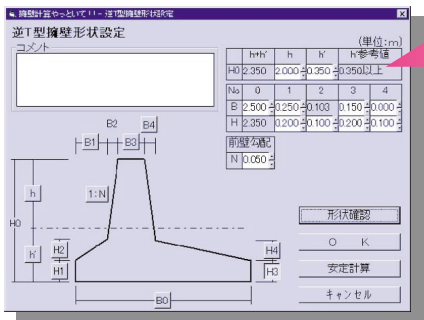 擁壁計算やっといて!! - 逆T型擁壁形状設定
逆T型擁壁形状設定
コメント
(単位:m)
h+h' h h' h'参考値
H0 2.350 2.000 0.350 0.350以上
No 0 1 2 3 4
B 2.500 0.250 0.103 0.150 0.000
H 2.350 0.200 0.100 0.200 0.100
前壁勾配
N 0.050
B2 B4
B1 B3
h 1:N
H0
h' H2 H4
H1 H3
B0
形状確認
O K
安定計算
キャンセル